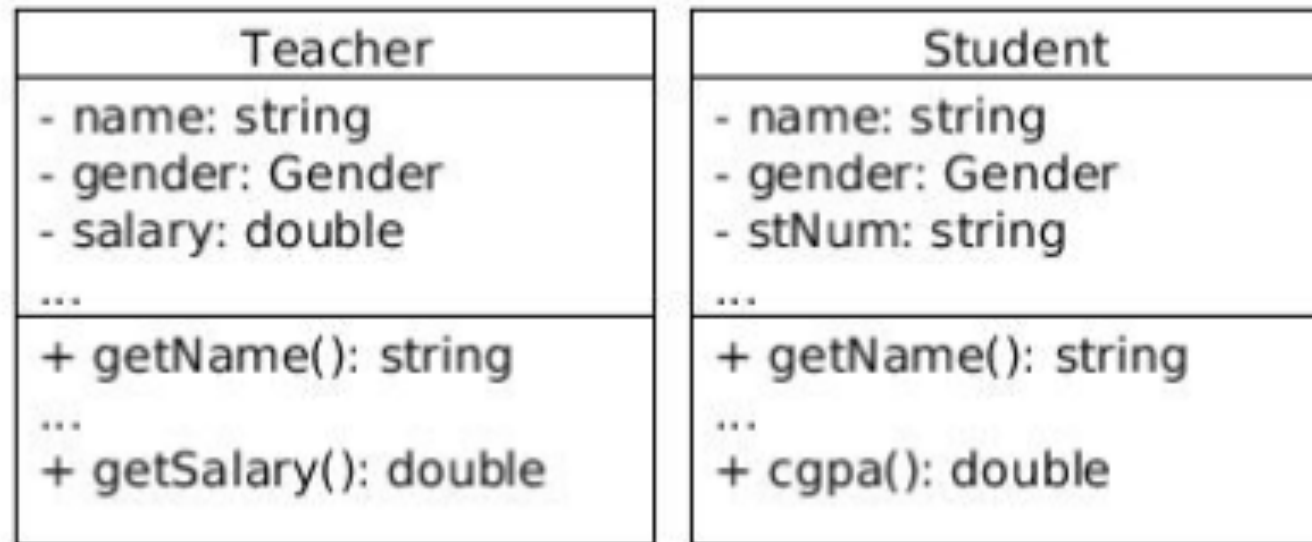 Teacher
- name: string
- gender: Gender
- salary: double
...
+ getName(): string
...
+ getSalary(): double
Student
- name: string
- gender: Gender
- stNum: string
...
+ getName(): string
...
+ cgpa(): double